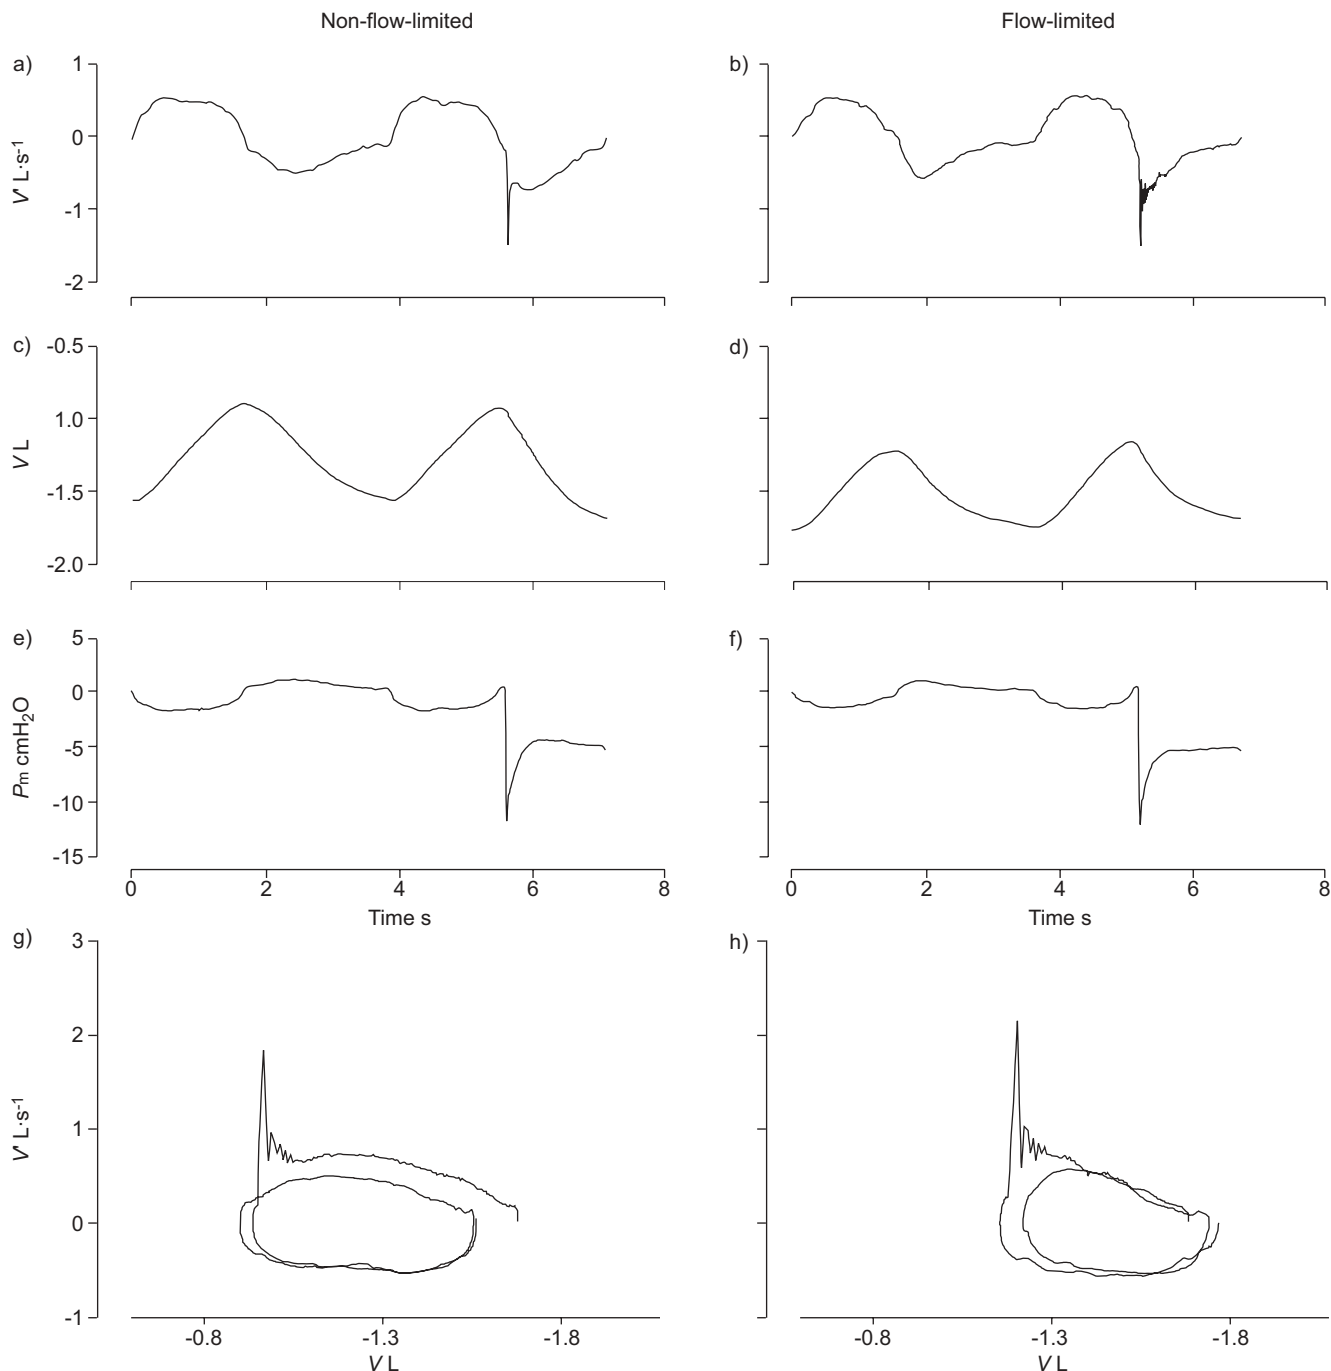 Non-flow-limited
Flow-limited
a)
1
0
-1
-2
V' L·s-1
b)
c)
-0.5
1.0
-1.5
-2.0
V L
d)
e)
5
0
-5
-10
-15
Pm cmH2O
f)
0 2 4 6 8
Time s
0 2 4 6 8
Time s
g)
3
2
1
0
-1
V' L·s-1
h)
-0.8 -1.3 -1.8
V L
-0.8 -1.3 -1.8
V L